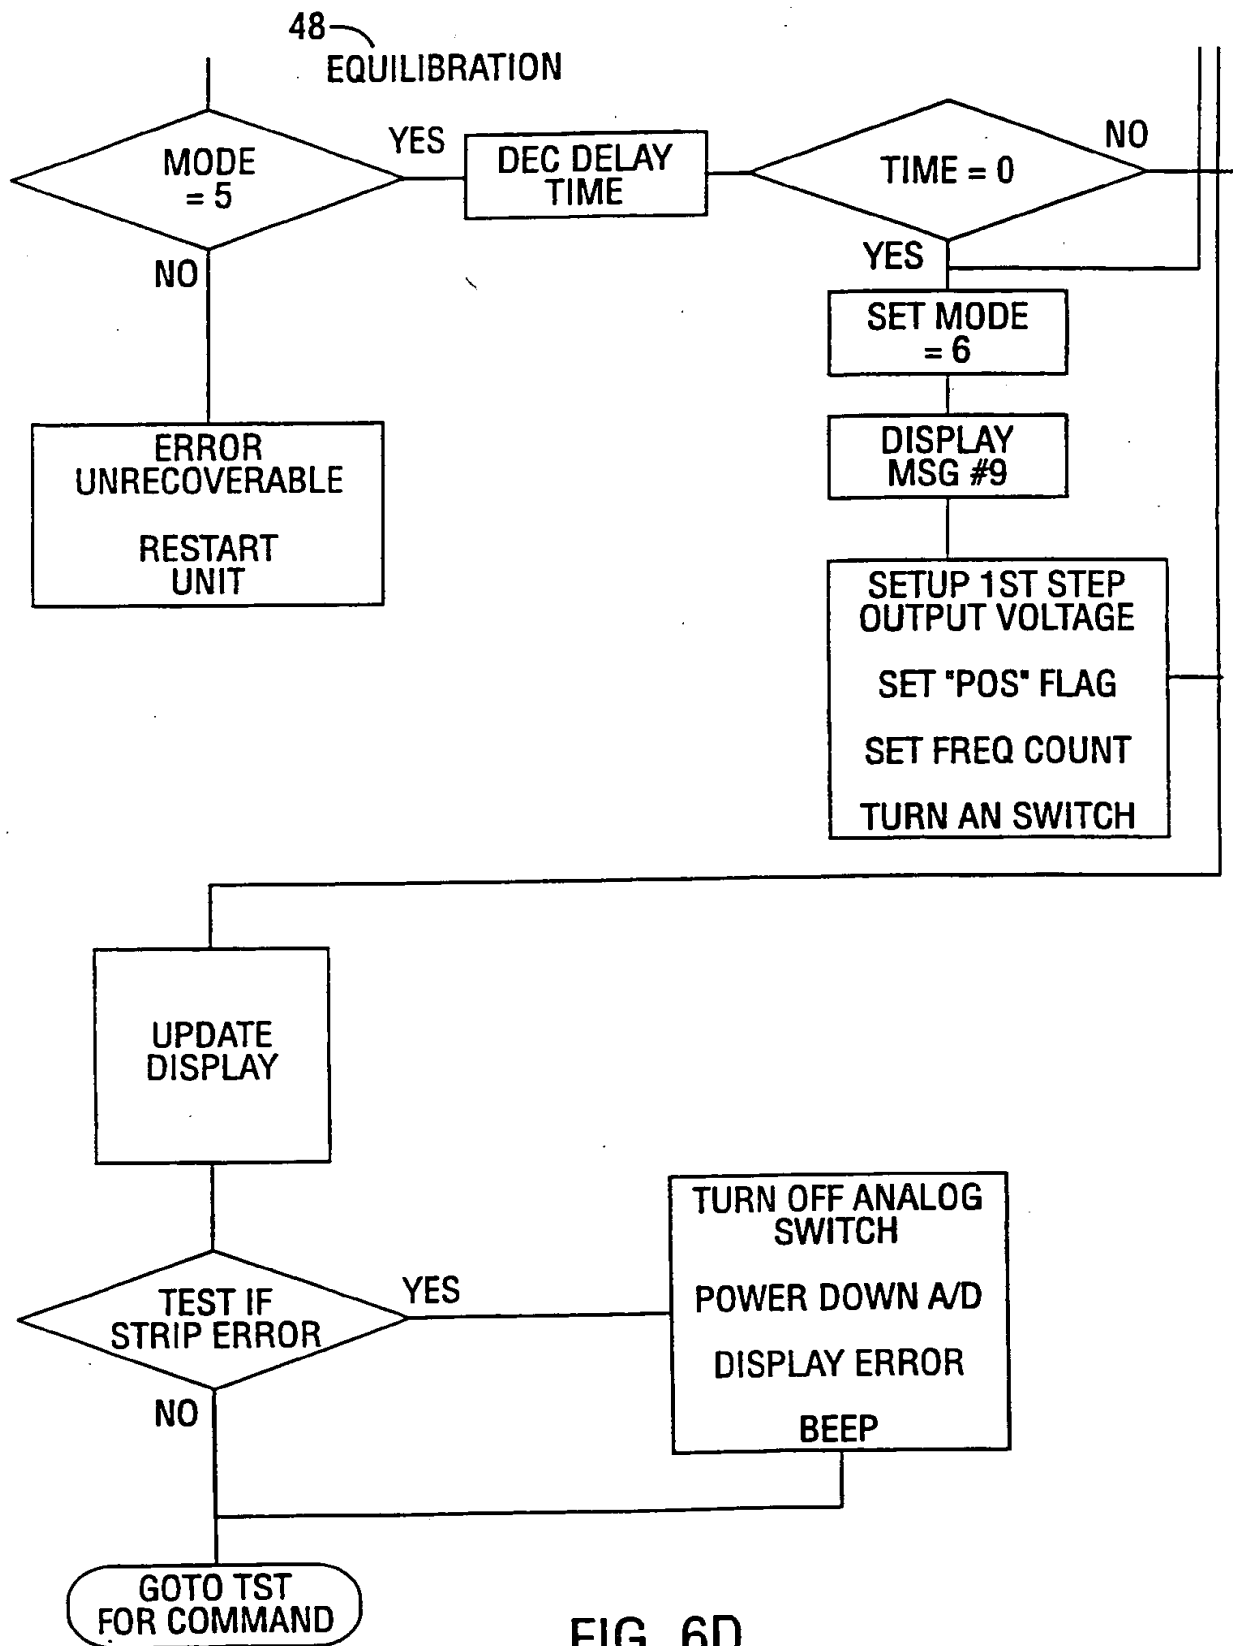 48
EQUILIBRATION
MODE
= 5
YES
DEC DELAY
TIME
TIME = 0
NO
NO
YES
SET MODE
= 6
DISPLAY
MSG #9
ERROR
UNRECOVERABLE
RESTART
UNIT
SETUP 1ST STEP
OUTPUT VOLTAGE
SET "POS" FLAG
SET FREQ COUNT
TURN AN SWITCH
UPDATE
DISPLAY
TEST IF
STRIP ERROR
YES
NO
TURN OFF ANALOG
SWITCH
POWER DOWN A/D
DISPLAY ERROR
BEEP
GOTO TST
FOR COMMAND
FIG. 6D